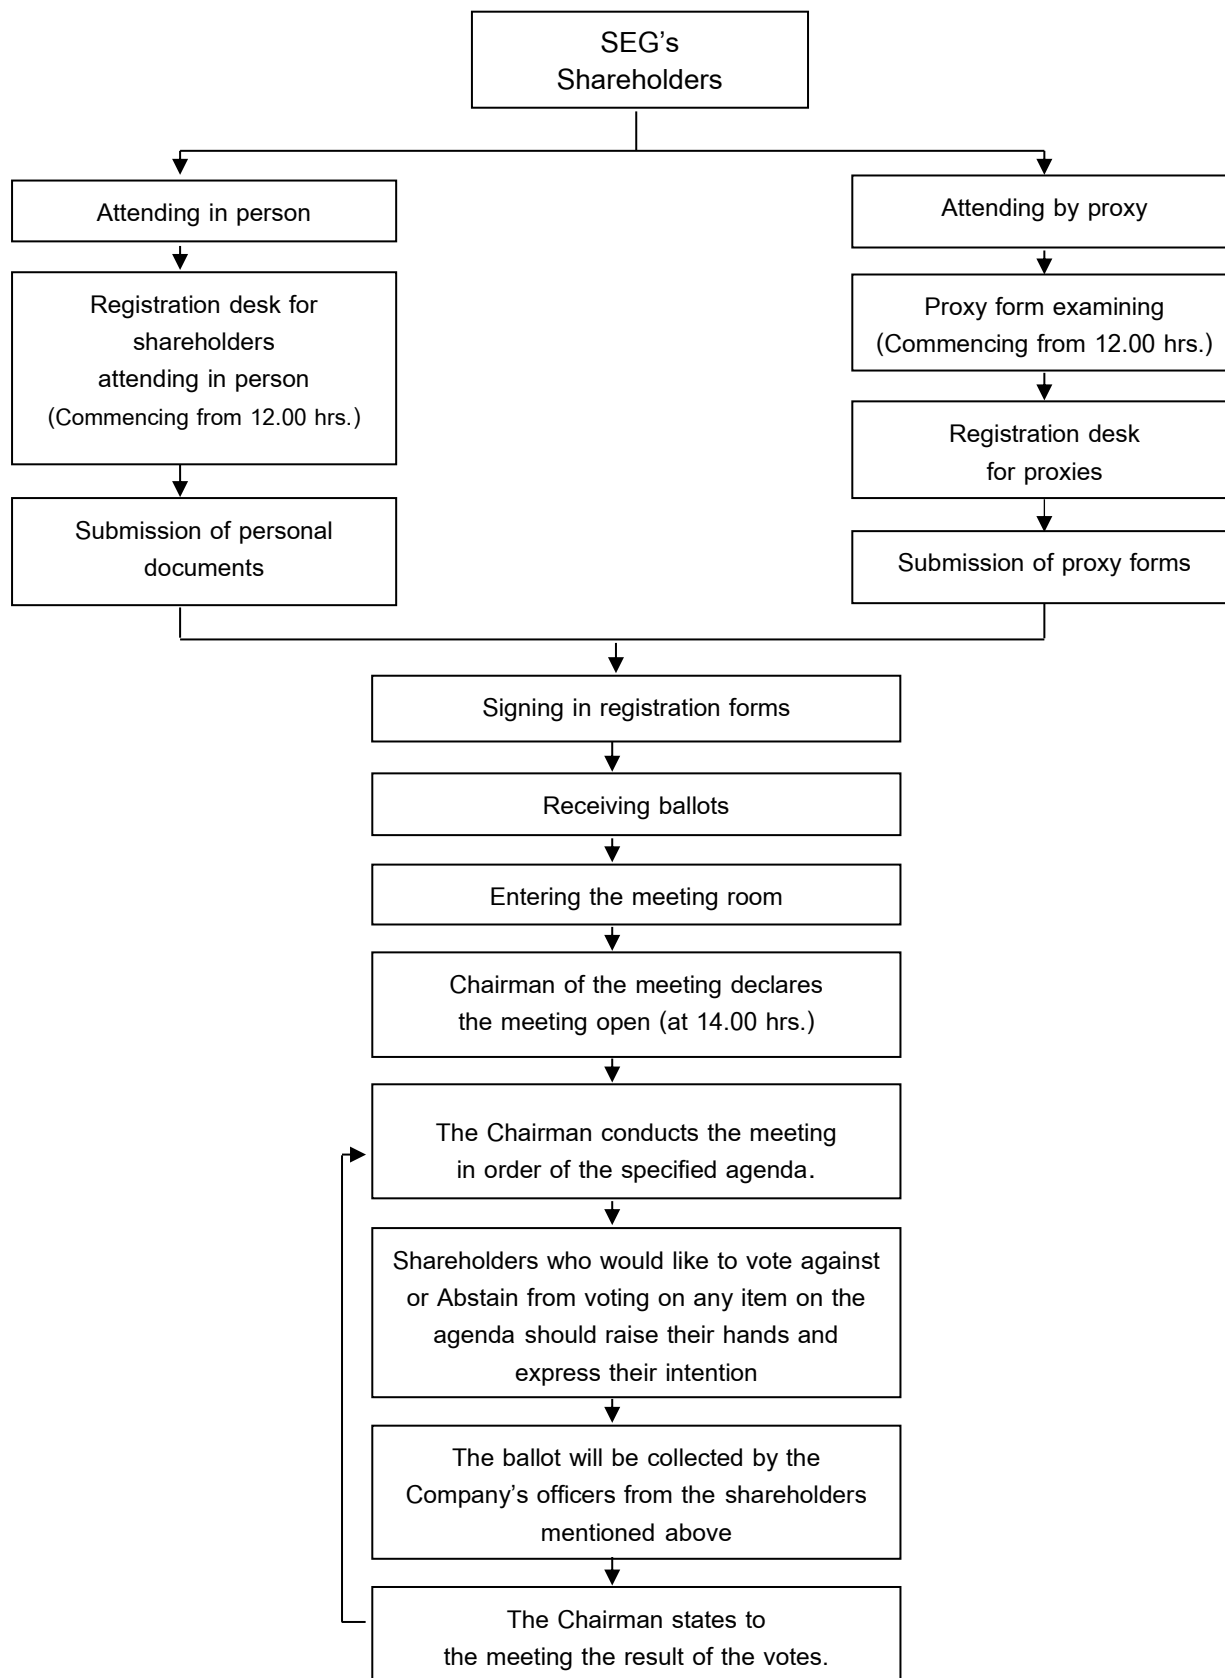 SEG's
Shareholders
Attending in person
Registration desk for
shareholders
attending in person
(Commencing from 12.00 hrs.)
Submission of personal
documents
Attending by proxy
Proxy form examining
(Commencing from 12.00 hrs.)
Registration desk
for proxies
Submission of proxy forms
Signing in registration forms
Receiving ballots
Entering the meeting room
Chairman of the meeting declares
the meeting open (at 14.00 hrs.)
The Chairman conducts the meeting
in order of the specified agenda.
Shareholders who would like to vote against
or Abstain from voting on any item on the
agenda should raise their hands and
express their intention
The ballot will be collected by the
Company's officers from the shareholders
mentioned above
The Chairman states to
the meeting the result of the votes.